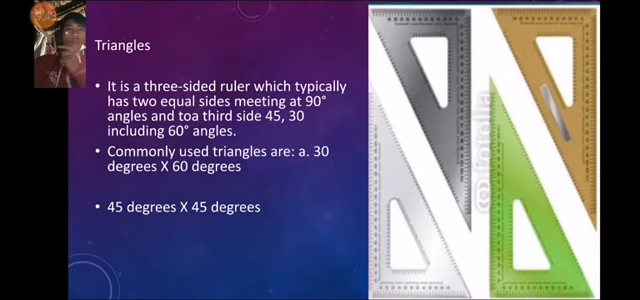 Triangles
• It is a three-sided ruler which typically
has two equal sides meeting at 90°
angles and toa third side 45, 30
including 60° angles.
• Commonly used triangles are: a. 30
degrees X 60 degrees
• 45 degrees X 45 degrees
fotolia